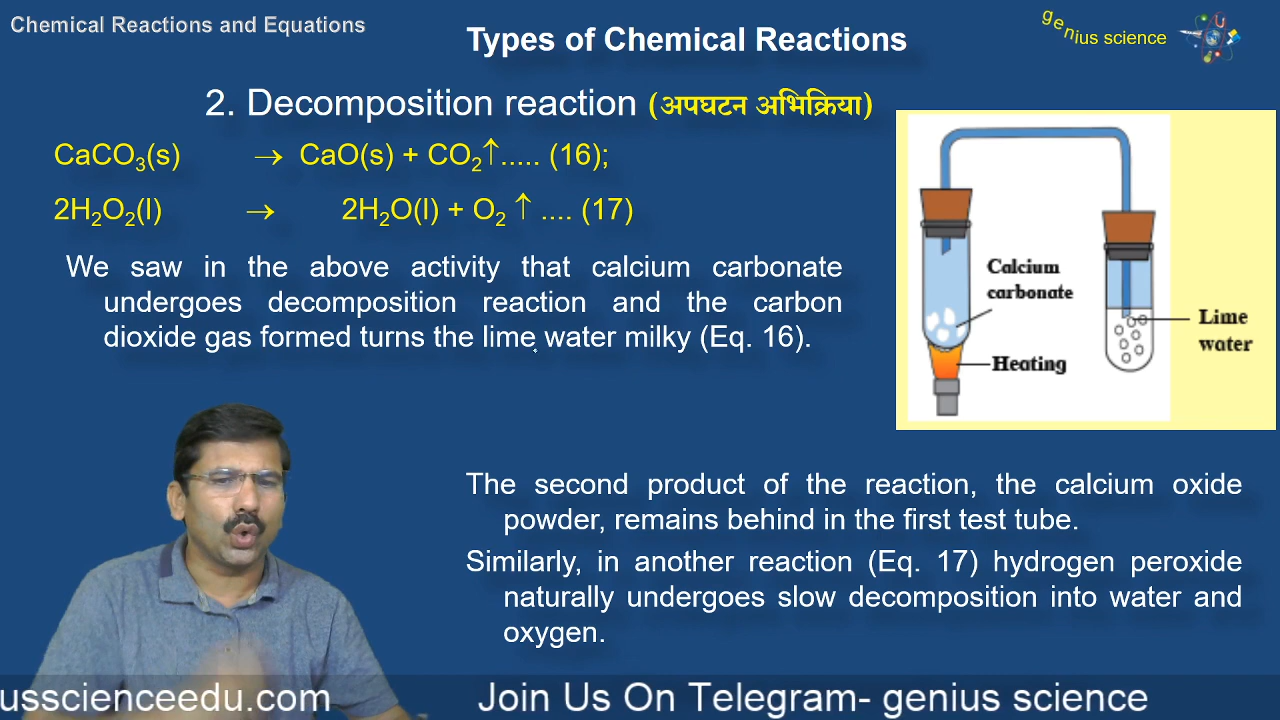 Chemical Reactions and Equations
Types of Chemical Reactions
genius science
2. Decomposition reaction (अपघटन अभिक्रिया)
CaCO₃(s) → CaO(s) + CO₂↑..... (16);
2H₂O₂(l) → 2H₂O(l) + O₂ ↑ .... (17)
We saw in the above activity that calcium carbonate
undergoes decomposition reaction and the carbon
dioxide gas formed turns the lime water milky (Eq. 16).
Calcium
carbonate
Lime
water
Heating
The second product of the reaction, the calcium oxide
powder, remains behind in the first test tube.
Similarly, in another reaction (Eq. 17) hydrogen peroxide
naturally undergoes slow decomposition into water and
oxygen.
usscienceedu.com Join Us On Telegram- genius science